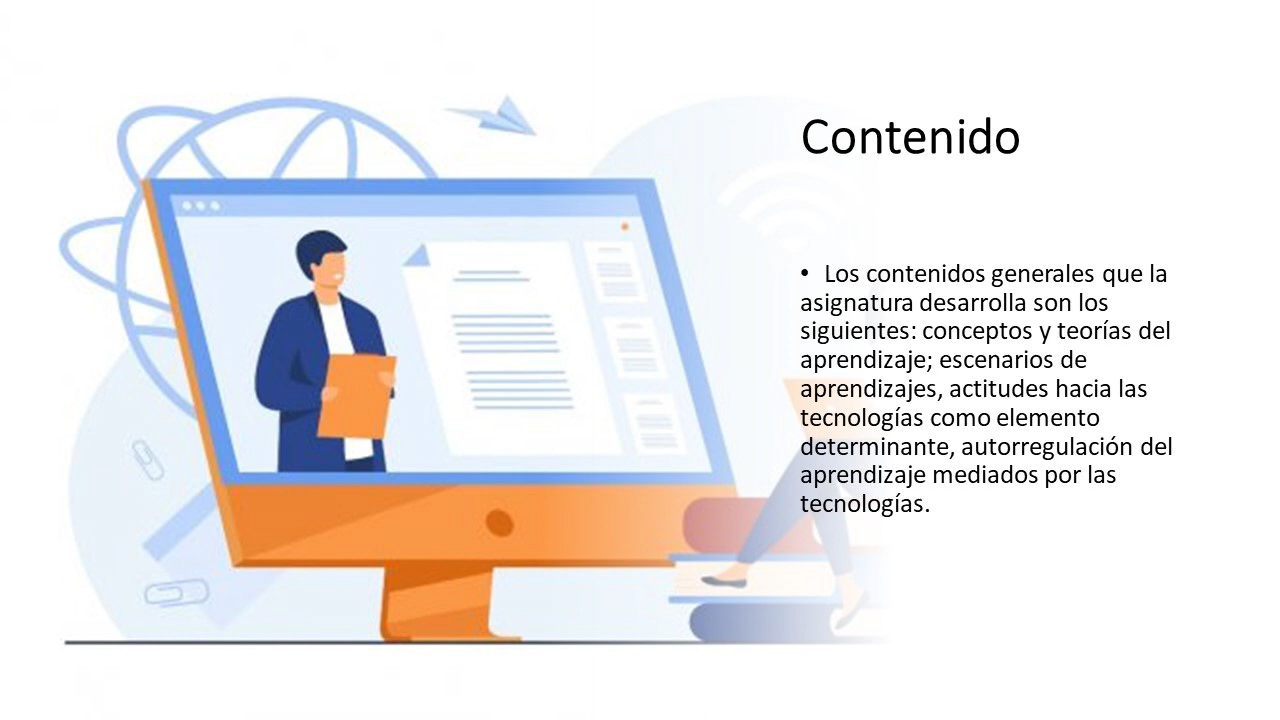 Contenido
• Los contenidos generales que la
asignatura desarrolla son los
siguientes: conceptos y teorías del
aprendizaje; escenarios de
aprendizajes, actitudes hacia las
tecnologías como elemento
determinante, autorregulación del
aprendizaje mediados por las
tecnologías.